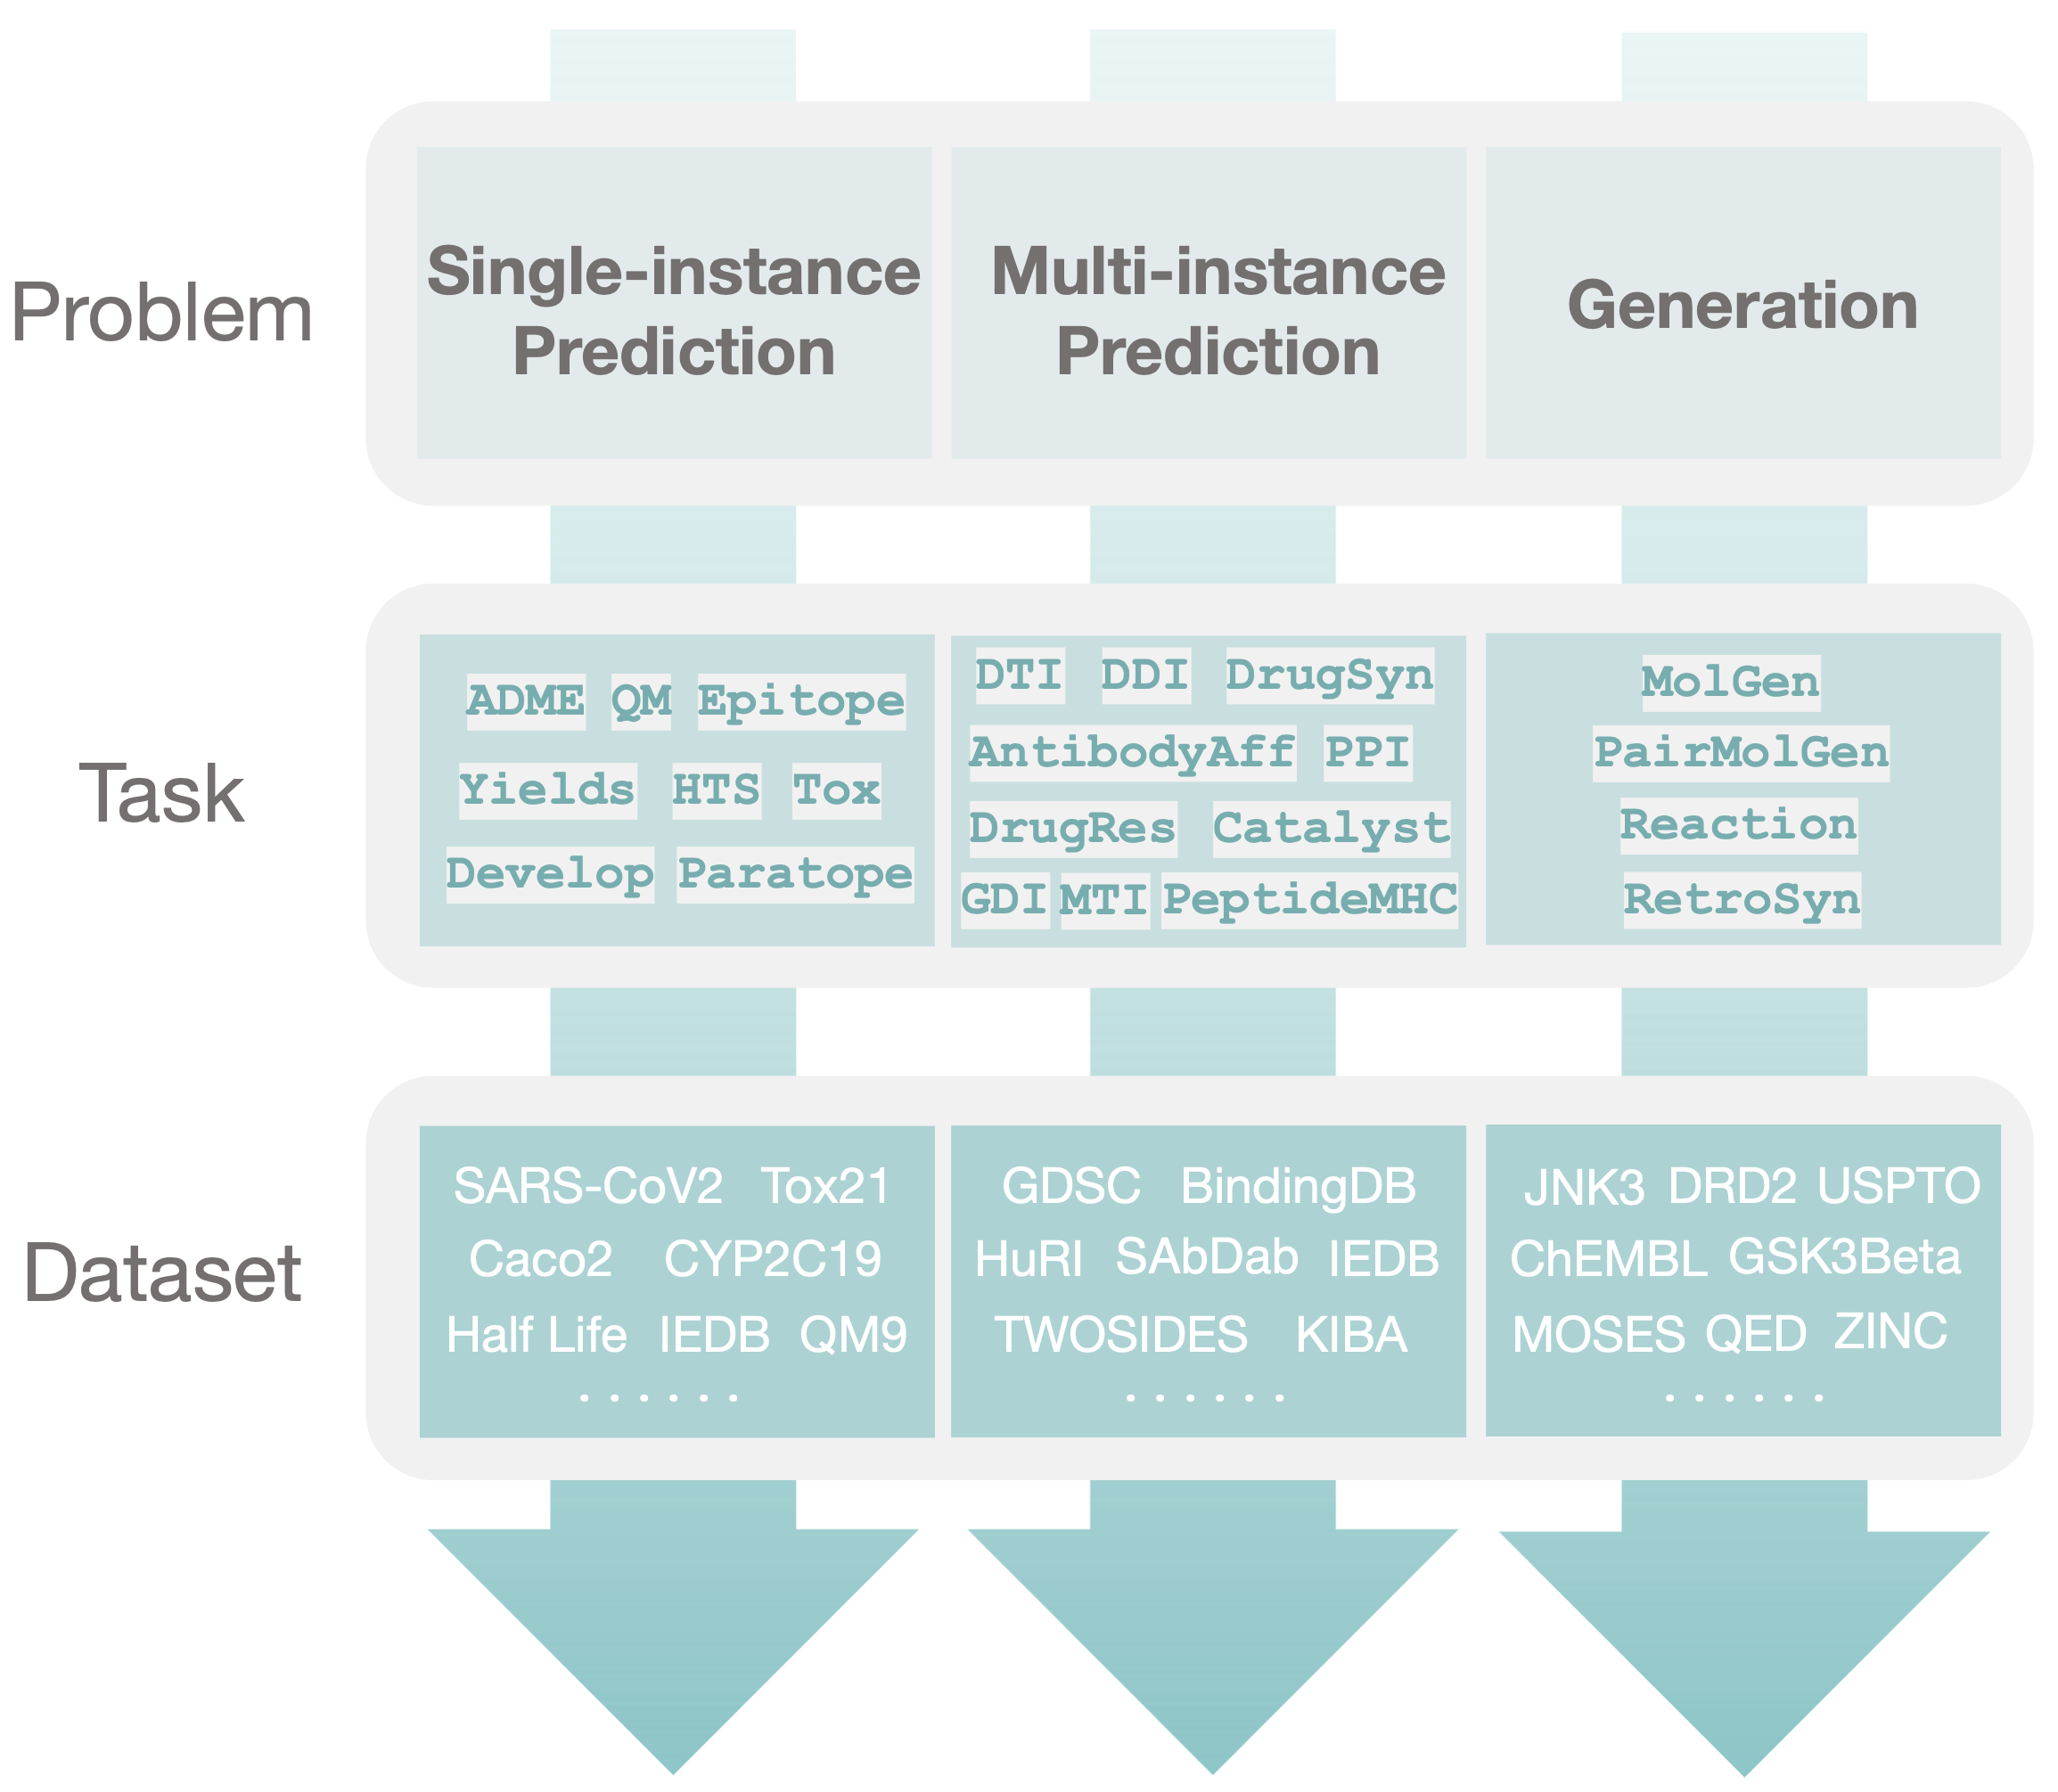 Problem
Single-instance
Prediction
Multi-instance
Prediction
Generation
Task
ADME QM Epitope
Yields HTS Tox
Develop Paratope
DTI DDI DrugSyn
AntibodyAff PPI
DrugRes Catalyst
GDI MTI PeptideMHC
MolGen
PairMolGen
Reaction
RetroSyn
Dataset
SARS-CoV2 Tox21
Caco2 CYP2C19
Half Life IEDB QM9
. . . . . .
GDSC BindingDB
HuRI SAbDab IEDB
TWOSIDES KIBA
. . . . . .
JNK3 DRD2 USPTO
ChEMBL GSK3Beta
MOSES QED ZINC
. . . . . .